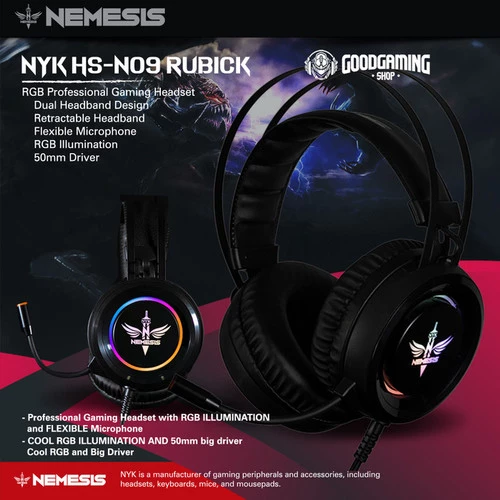 NEMESIS
NYK HS-N09 RUBICK
GOODGAMING
SHOP
RGB Professional Gaming Headset
Dual Headband Design
Retractable Headband
Flexible Microphone
RGB Illumination
50mm Driver
NEMESIS
NEMESIS
- Professional Gaming Headset with RGB ILLUMINATION
and FLEXIBLE Microphone
- COOL RGB ILLUMINATION AND 50mm big driver
Cool RGB and Big Driver
NEMESIS
NYK is a manufacturer of gaming peripherals and accessories, including
headsets, keyboards, mice, and mousepads.